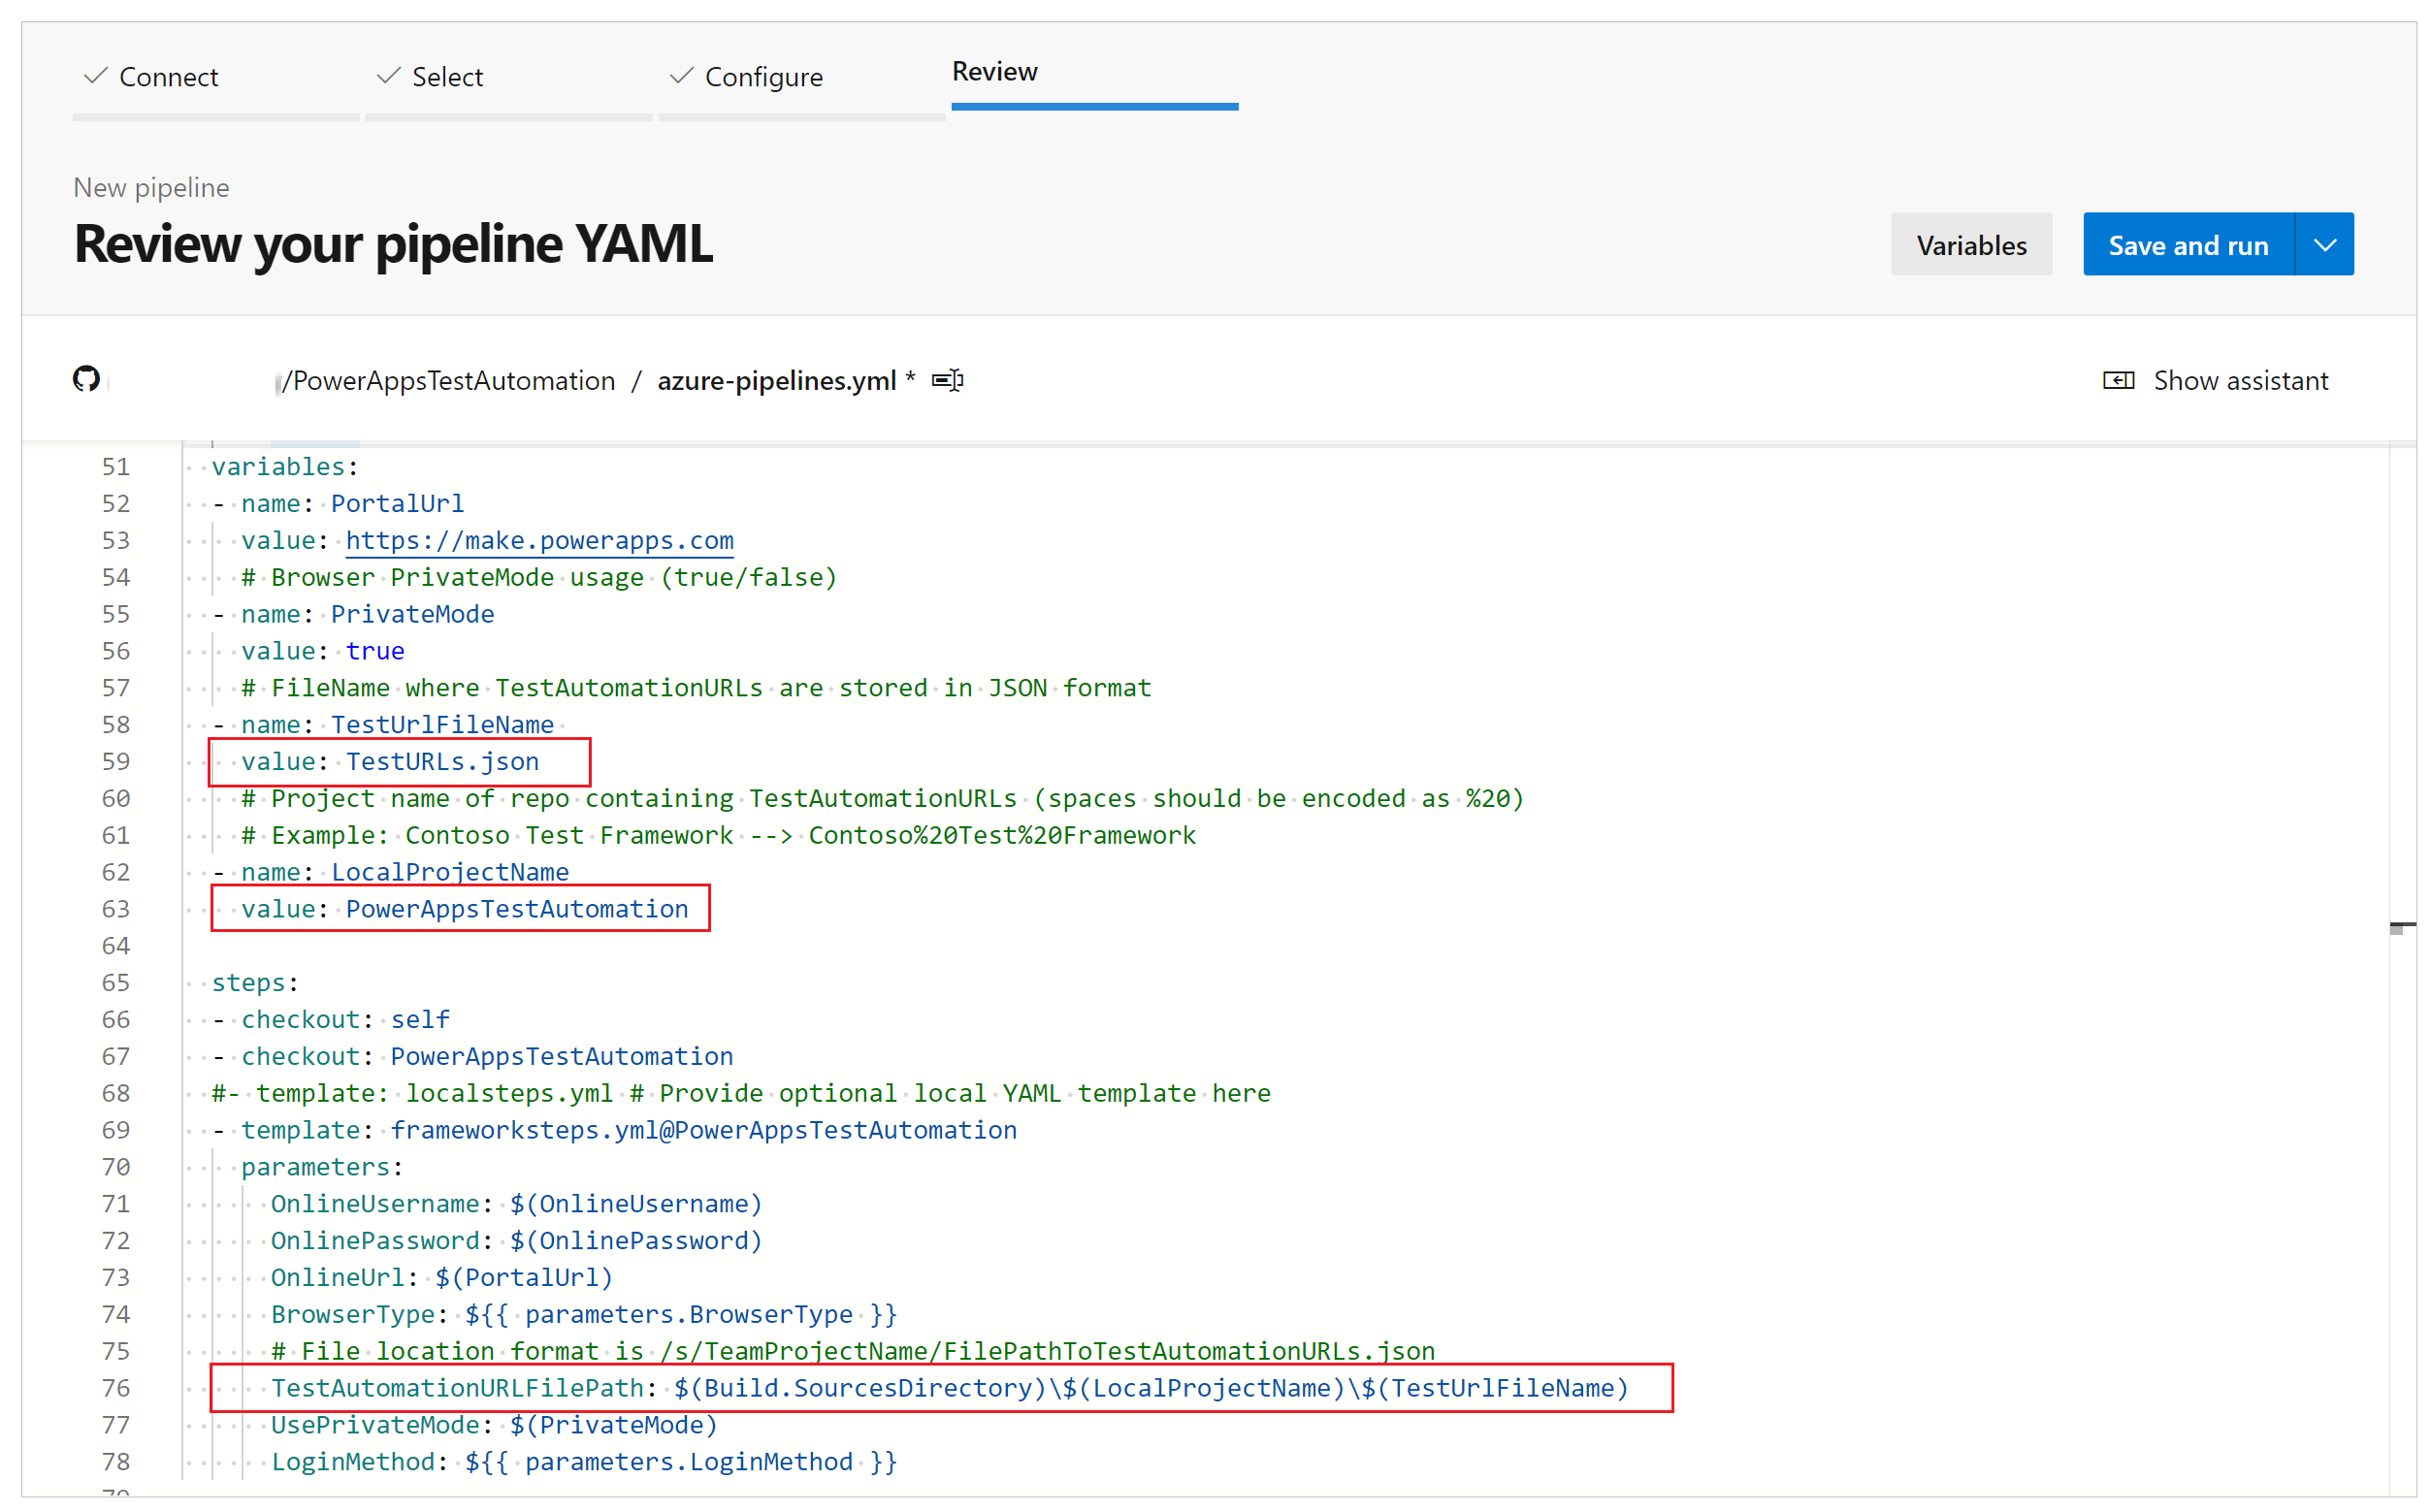 Connect Select Configure Review
New pipeline
Review your pipeline YAML
Variables Save and run
/PowerAppsTestAutomation / azure-pipelines.yml * Show assistant
51 variables:
52 - name: PortalUrl
53 value: https://make.powerapps.com
54 # Browser PrivateMode usage (true/false)
55 - name: PrivateMode
56 value: true
57 # FileName where TestAutomationURLs are stored in JSON format
58 - name: TestUrlFileName
59 value: TestURLs.json
60 # Project name of repo containing TestAutomationURLs (spaces should be encoded as %20)
61 # Example: Contoso Test Framework --> Contoso%20Test%20Framework
62 - name: LocalProjectName
63 value: PowerAppsTestAutomation
64
65 steps:
66 - checkout: self
67 - checkout: PowerAppsTestAutomation
68 #- template: localsteps.yml # Provide optional local YAML template here
69 - template: frameworksteps.yml@PowerAppsTestAutomation
70 parameters:
71 OnlineUsername: $(OnlineUsername)
72 OnlinePassword: $(OnlinePassword)
73 OnlineUrl: $(PortalUrl)
74 BrowserType: ${{ parameters.BrowserType }}
75 # File location format is /s/TeamProjectName/FilePathToTestAutomationURLs.json
76 TestAutomationURLFilePath: $(Build.SourcesDirectory)\$(LocalProjectName)\$(TestUrlFileName)
77 UsePrivateMode: $(PrivateMode)
78 LoginMethod: ${{ parameters.LoginMethod }}